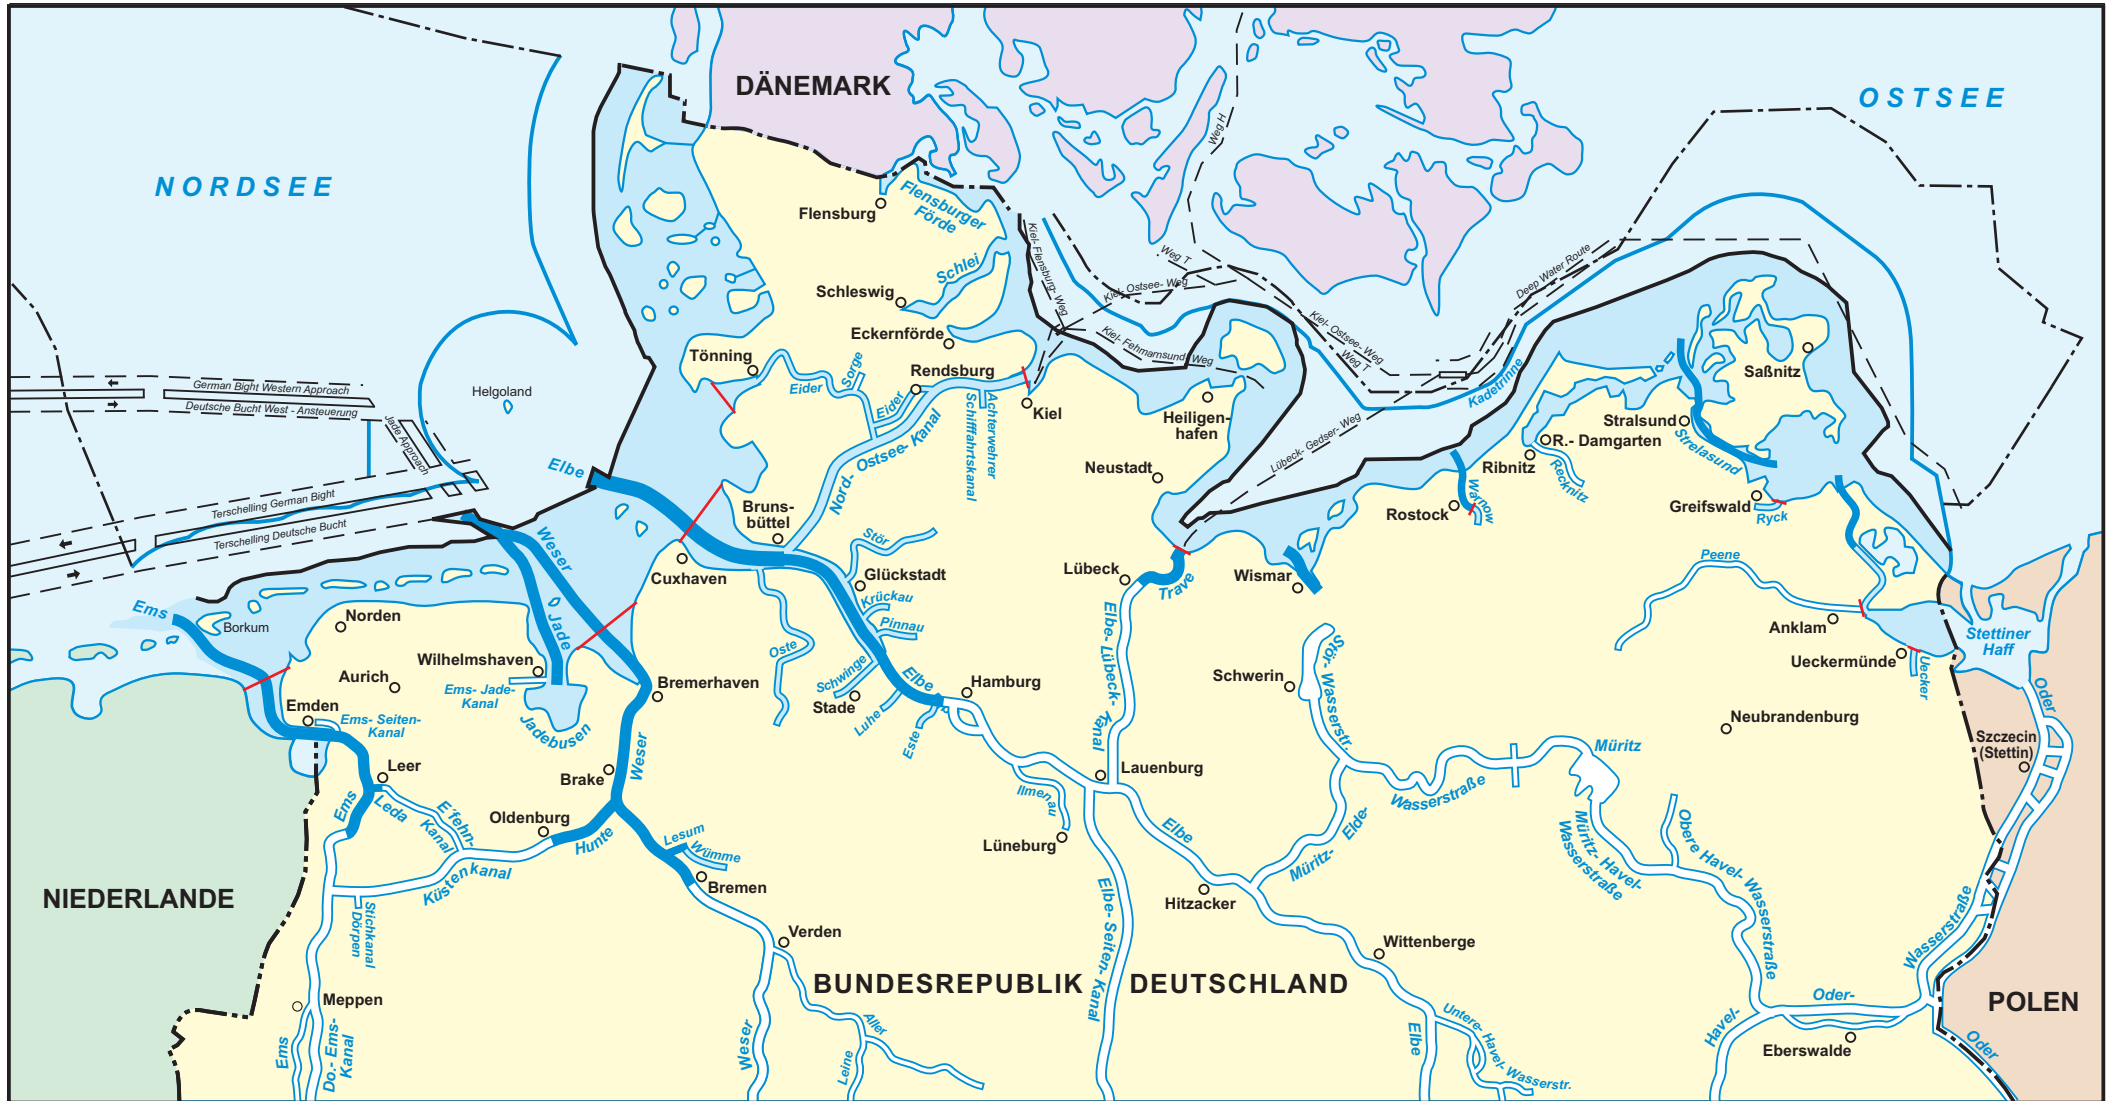 DÄNEMARK
OSTSEE
NORDSEE
Weg H
Flensburger
Förde
Flensburg
Kiel- Flensburg- Weg
Weg T
Deep Water Route
Schlei
Schleswig
Kiel- Ostsee- Weg
Eckernförde
Kiel- Ostsee- Weg
Weg T
Kiel- Fehmarnsund- Weg
Tönning
Sorge
Eider
Rendsburg
Eider
Saßnitz
Kadetrinne
German Bight Western Approach
Deutsche Bucht West - Ansteuerung
Helgoland
Jade Approach
Achterwehrer
Schifffahrtskanal
Kiel
Heiligen-
hafen
Lübeck- Gedser- Weg
Stralsund
Strelasund
R.- Damgarten
Ribnitz
Recknitz
Nord- Ostsee- Kanal
Neustadt
Elbe
Terschelling German Bight
Terschelling Deutsche Bucht
Bruns-
büttel
Rostock
Warnow
Greifswald
Ryck
Weser
Stör
Cuxhaven
Glückstadt
Lübeck
Trave
Wismar
Peene
Ems
Borkum
Norden
Jade
Krückau
Pinnau
Anklam
Stettiner
Haff
Oste
Elbe- Lübeck- Kanal
Stör- Wasserstr.
Ueckermünde
Uecker
Wilhelmshaven
Aurich
Ems- Jade-
Kanal
Bremerhaven
Schwinge
Elbe
Hamburg
Schwerin
Oder
Emden
Ems- Seiten-
Kanal
Jadebusen
Stade
Luhe
Este
Neubrandenburg
Szczecin
(Stettin)
Leer
Brake
Weser
Lauenburg
Müritz
Ems
Leda
E´fehn-
Kanal
Ilmenau
Wasserstraße
Oldenburg
Hunte
Lesum
Wümme
Lüneburg
Elbe
Müritz- Elde-
Müritz- Havel-
Wasserstraße
Obere Havel- Wasserstraße
Küstenkanal
Bremen
NIEDERLANDE
Stichkanal
Dörpen
Hitzacker
Elbe- Seiten- Kanal
Verden
Wittenberge
Wasserstraße
BUNDESREPUBLIK DEUTSCHLAND
Meppen
Oder-
POLEN
Ems
Do.- Ems-
Kanal
Weser
Aller
Leine
Elbe
Untere- Havel- Wasserstr.
Havel-
Eberswalde
Oder